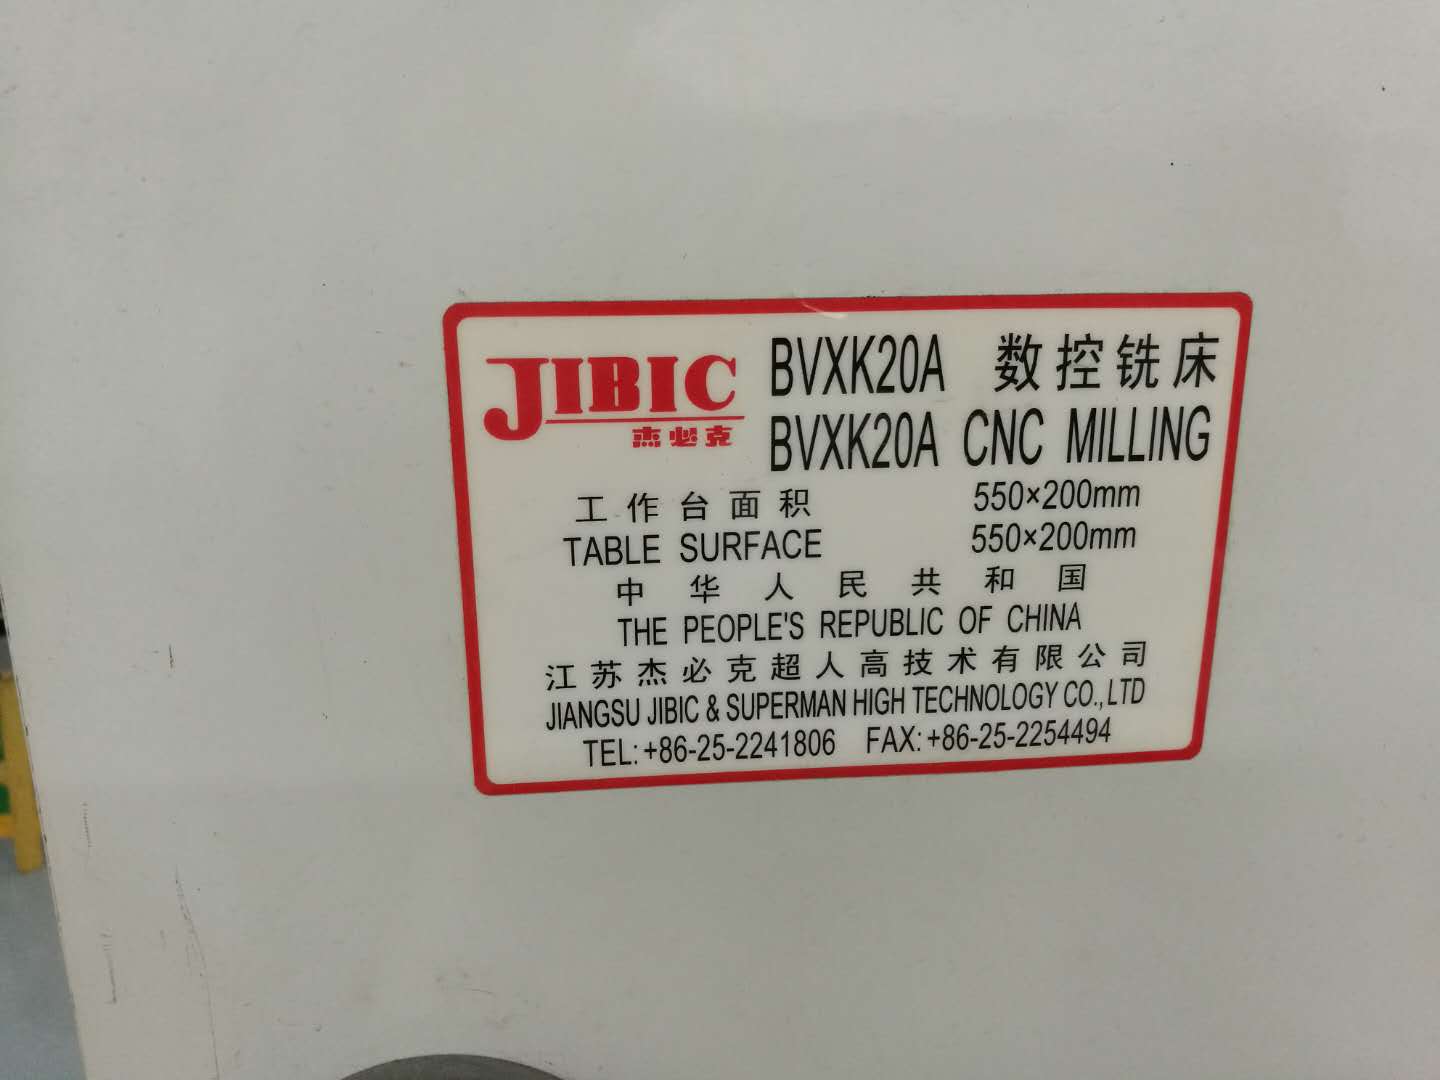 JIBIC
杰必克
BVXK20A 数控铣床
BVXK20A CNC MILLING
工作台面积 550×200mm
TABLE SURFACE 550×200mm
中华人民共和国
THE PEOPLE'S REPUBLIC OF CHINA
江苏杰必克超人高技术有限公司
JIANGSU JIBIC & SUPERMAN HIGH TECHNOLOGY CO., LTD
TEL: +86-25-2241806 FAX: +86-25-2254494